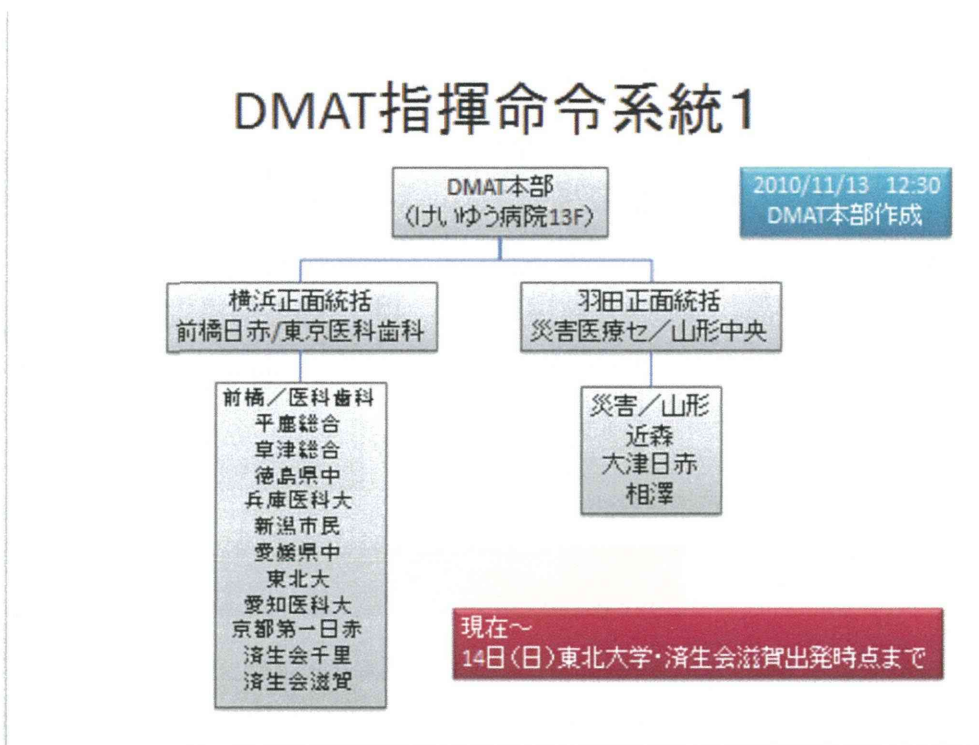 DMAT指揮命令系統1
DMAT本部
(けいゆう病院13F)
2010/11/13 12:30
DMAT本部作成
横浜正面統括
前橋日赤/東京医科歯科
羽田正面統括
災害医療セ/山形中央
前橋/医科歯科
平鹿総合
草津総合
徳島県中
兵庫医科大
新潟市民
愛媛県中
東北大
愛知医科大
京都第一日赤
済生会千里
済生会滋賀
災害/山形
近森
大津日赤
相澤
現在~
14日(日)東北大学・済生会滋賀出発時点まで